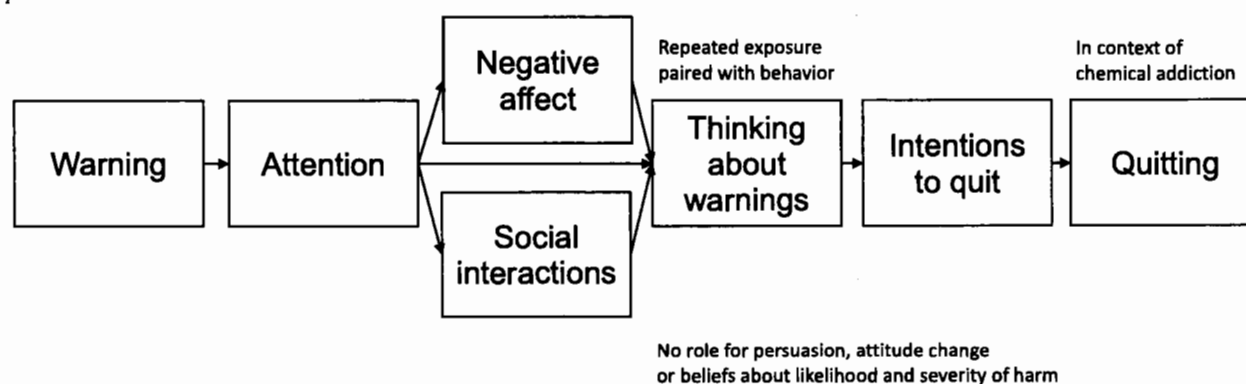 Warning
Attention
Negative
affect
Social
interactions
Repeated exposure
paired with behavior
Thinking
about
warnings
Intentions
to quit
In context of
chemical addiction
Quitting
No role for persuasion, attitude change
or beliefs about likelihood and severity of harm